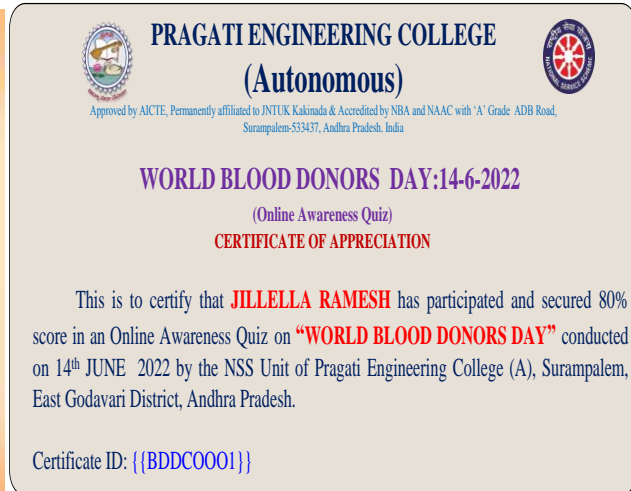 PRAGATI ENGINEERING COLLEGE
(Autonomous)
Approved by AICTE, Permanently affiliated to JNTUK Kakinada & Accredited by NBA and NAAC with ‘A’ Grade ADB Road,
Surampalem-533437, Andhra Pradesh. India
WORLD BLOOD DONORS DAY:14-6-2022
(Online Awareness Quiz)
CERTIFICATE OF APPRECIATION
This is to certify that JILLELLA RAMESH has participated and secured 80%
score in an Online Awareness Quiz on “WORLD BLOOD DONORS DAY” conducted
on 14th JUNE 2022 by the NSS Unit of Pragati Engineering College (A), Surampalem,
East Godavari District, Andhra Pradesh.
Certificate ID: {{BDDCOOO1}}
राष्ट्रीय सेवा योजना
NATIONAL SERVICE SCHEME